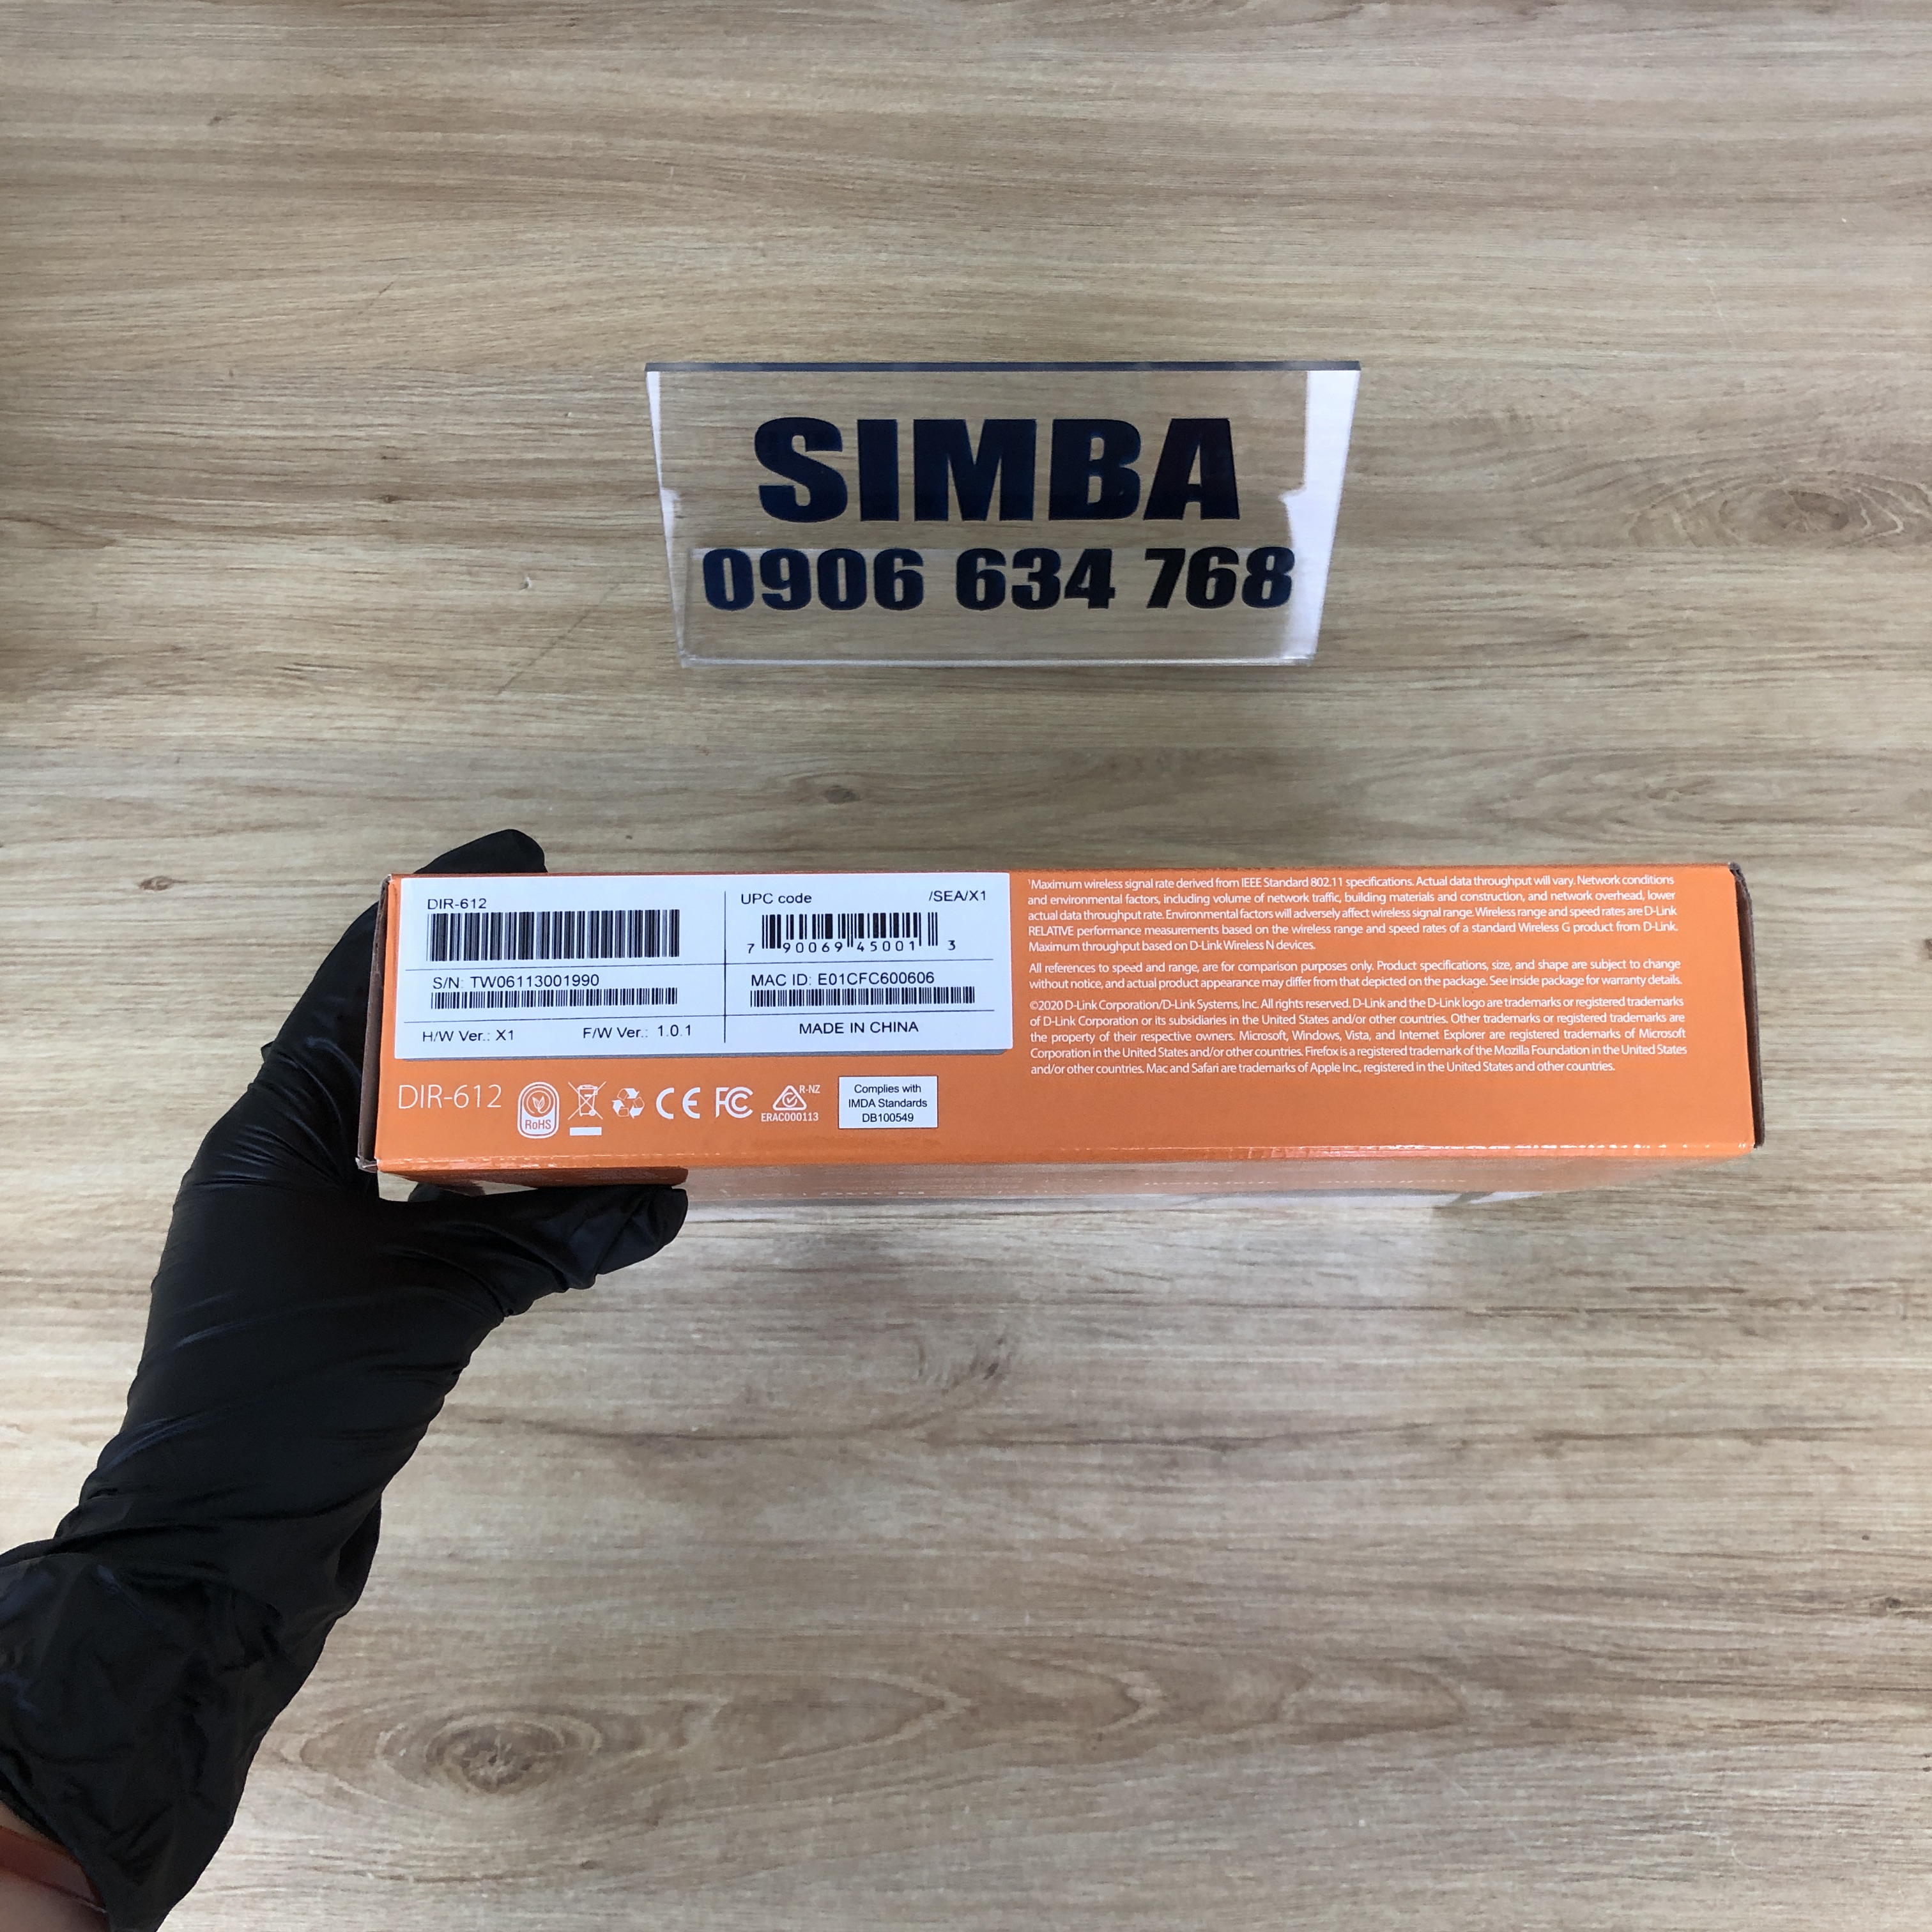 SIMBA
0906 634 768
DIR-612
UPC code /SEA/X1
7 90069 45001 3
S/N: TW06113001990
MAC ID: E01CFC600606
H/W Ver.: X1 F/W Ver.: 1.0.1
MADE IN CHINA
DIR-612
RoHS
CE FC
R-NZ
ERAC000113
Complies with
IMDA Standards
DB100549
¹Maximum wireless signal rate derived from IEEE Standard 802.11 specifications. Actual data throughput will vary. Network conditions
and environmental factors, including volume of network traffic, building materials and construction, and network overhead, lower
actual data throughput rate. Environmental factors will adversely affect wireless signal range. Wireless range and speed rates are D-Link
RELATIVE performance measurements based on the wireless range and speed rates of a standard Wireless G product from D-Link.
Maximum throughput based on D-Link Wireless N devices.
All references to speed and range, are for comparison purposes only. Product specifications, size, and shape are subject to change
without notice, and actual product appearance may differ from that depicted on the package. See inside package for warranty details.
©2020 D-Link Corporation/D-Link Systems, Inc. All rights reserved. D-Link and the D-Link logo are trademarks or registered trademarks
of D-Link Corporation or its subsidiaries in the United States and/or other countries. Other trademarks or registered trademarks are
the property of their respective owners. Microsoft, Windows, Vista, and Internet Explorer are registered trademarks of Microsoft
Corporation in the United States and/or other countries. Firefox is a registered trademark of the Mozilla Foundation in the United States
and/or other countries. Mac and Safari are trademarks of Apple Inc., registered in the United States and other countries.